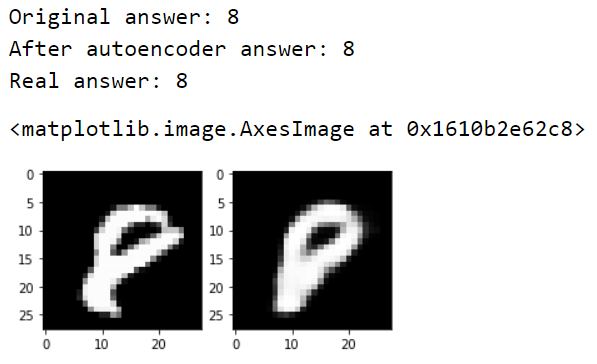 Original answer: 8
After autoencoder answer: 8
Real answer: 8
<matplotlib.image.AxesImage at 0x1610b2e62c8>
0
5
10
15
20
25
0 10 20
0
5
10
15
20
25
0 10 20